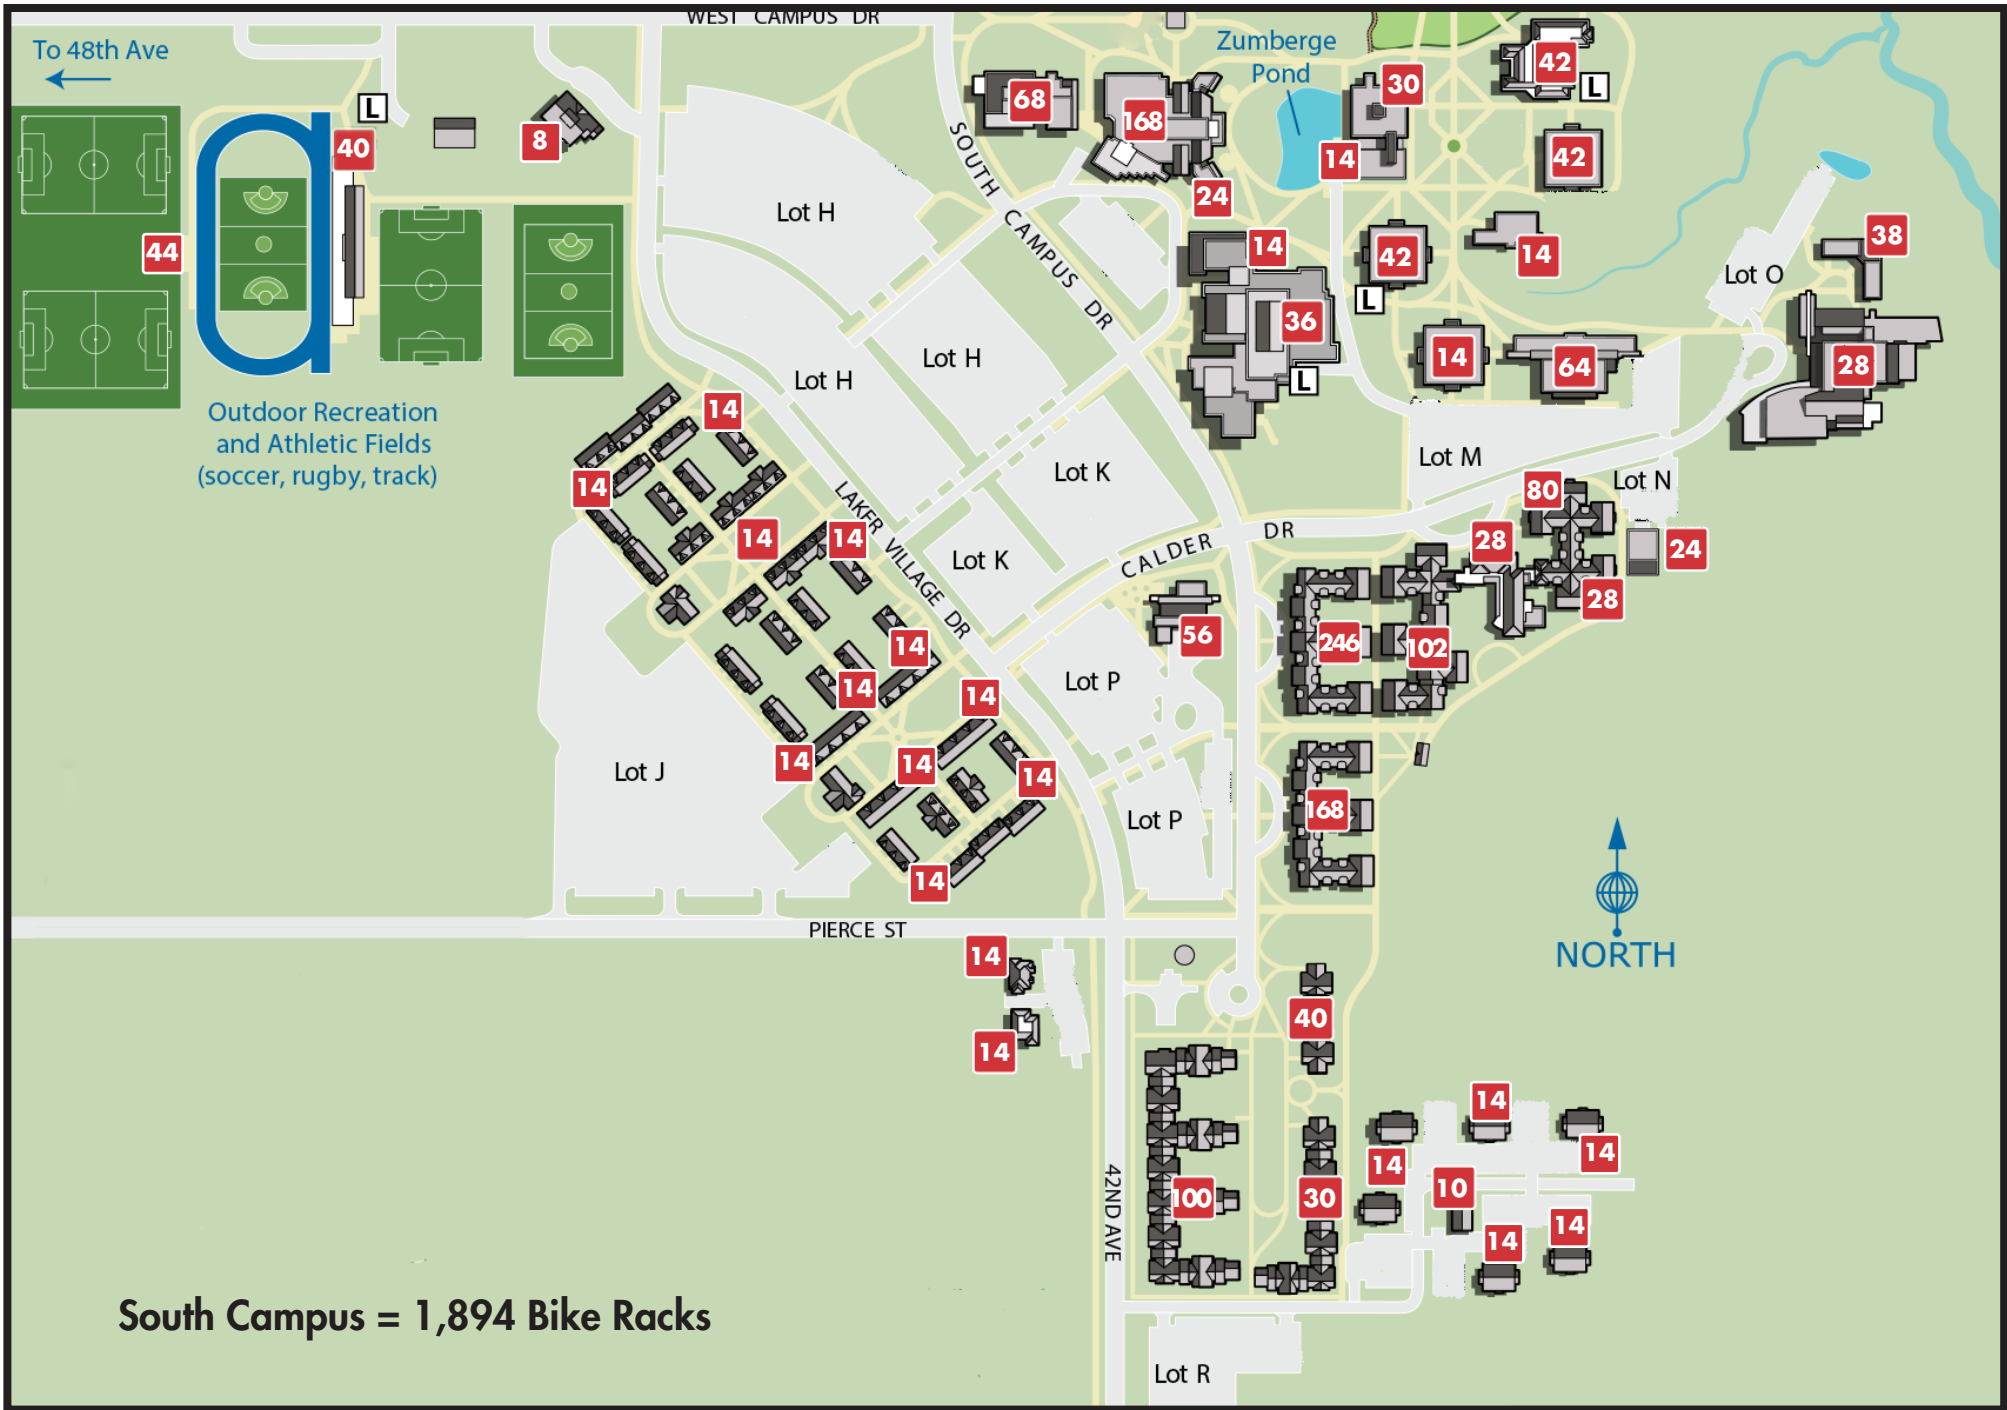 WEST CAMPUS DR
To 48th Ave
Zumberge
Pond
42
L
30
68
168
L
40
8
14
42
24
SOUTH CAMPUS DR
Lot H
44
14
42
14
38
Lot O
L
36
Lot H
Lot H
14
64
28
L
Outdoor Recreation
and Athletic Fields
(soccer, rugby, track)
14
14
Lot K
Lot M
Lot N
80
LAKER VILLAGE DR
14
14
Lot K
CALDER DR
28
24
28
56
246
102
14
14
Lot P
14
14
14
14
Lot J
168
Lot P
14
PIERCE ST
NORTH
14
14
40
14
14
14
10
42ND AVE
100
30
14
14
South Campus = 1,894 Bike Racks
Lot R